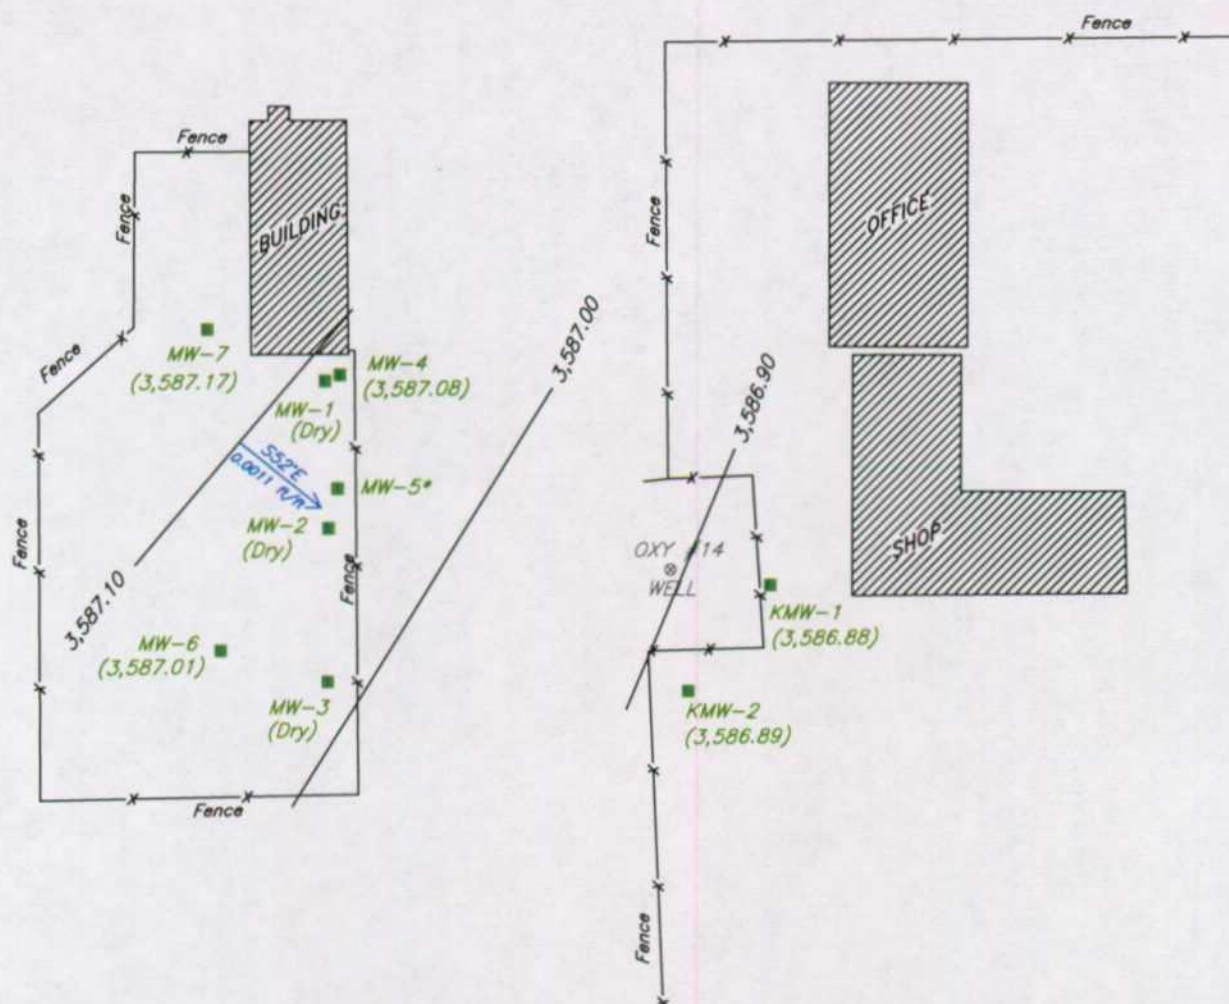 Fence
Fence
BUILDING
Fence
OFFICE
Fence
Fence
MW-7
(3,587.17)
MW-4
(3,587.08)
MW-1
(Dry)
3,587.00
3,586.90
S52°E
0.0011 ft/ft
MW-5*
MW-2
(Dry)
Fence
Fence
OXY #14
WELL
SHOP
3,587.10
KMW-1
(3,586.88)
MW-6
(3,587.01)
MW-3
(Dry)
KMW-2
(3,586.89)
Fence
Fence